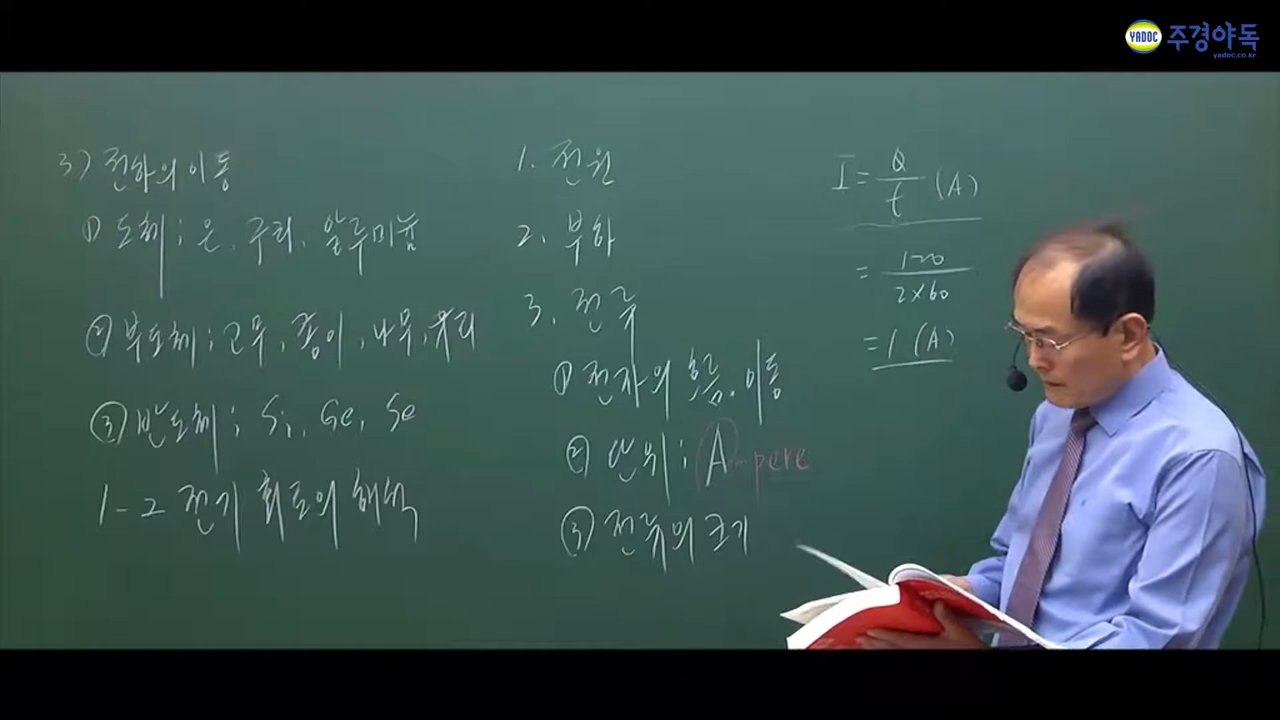 YADOC 주경야독
yadoc.co.kr
3) 전하의 이동
① 도체 ; 은, 구리, 알루미늄
② 부도체 ; 고무, 종이, 나무, 유리
③ 반도체 ; Si, Ge, Se
1-2 전기 회로의 해석
1. 전원
2. 부하
3. 전류
① 전자의 흐름, 이동
② 단위 ; Ampere
③ 전류의 크기
I = Q/t (A)
= 120/2×60
= 1 (A)